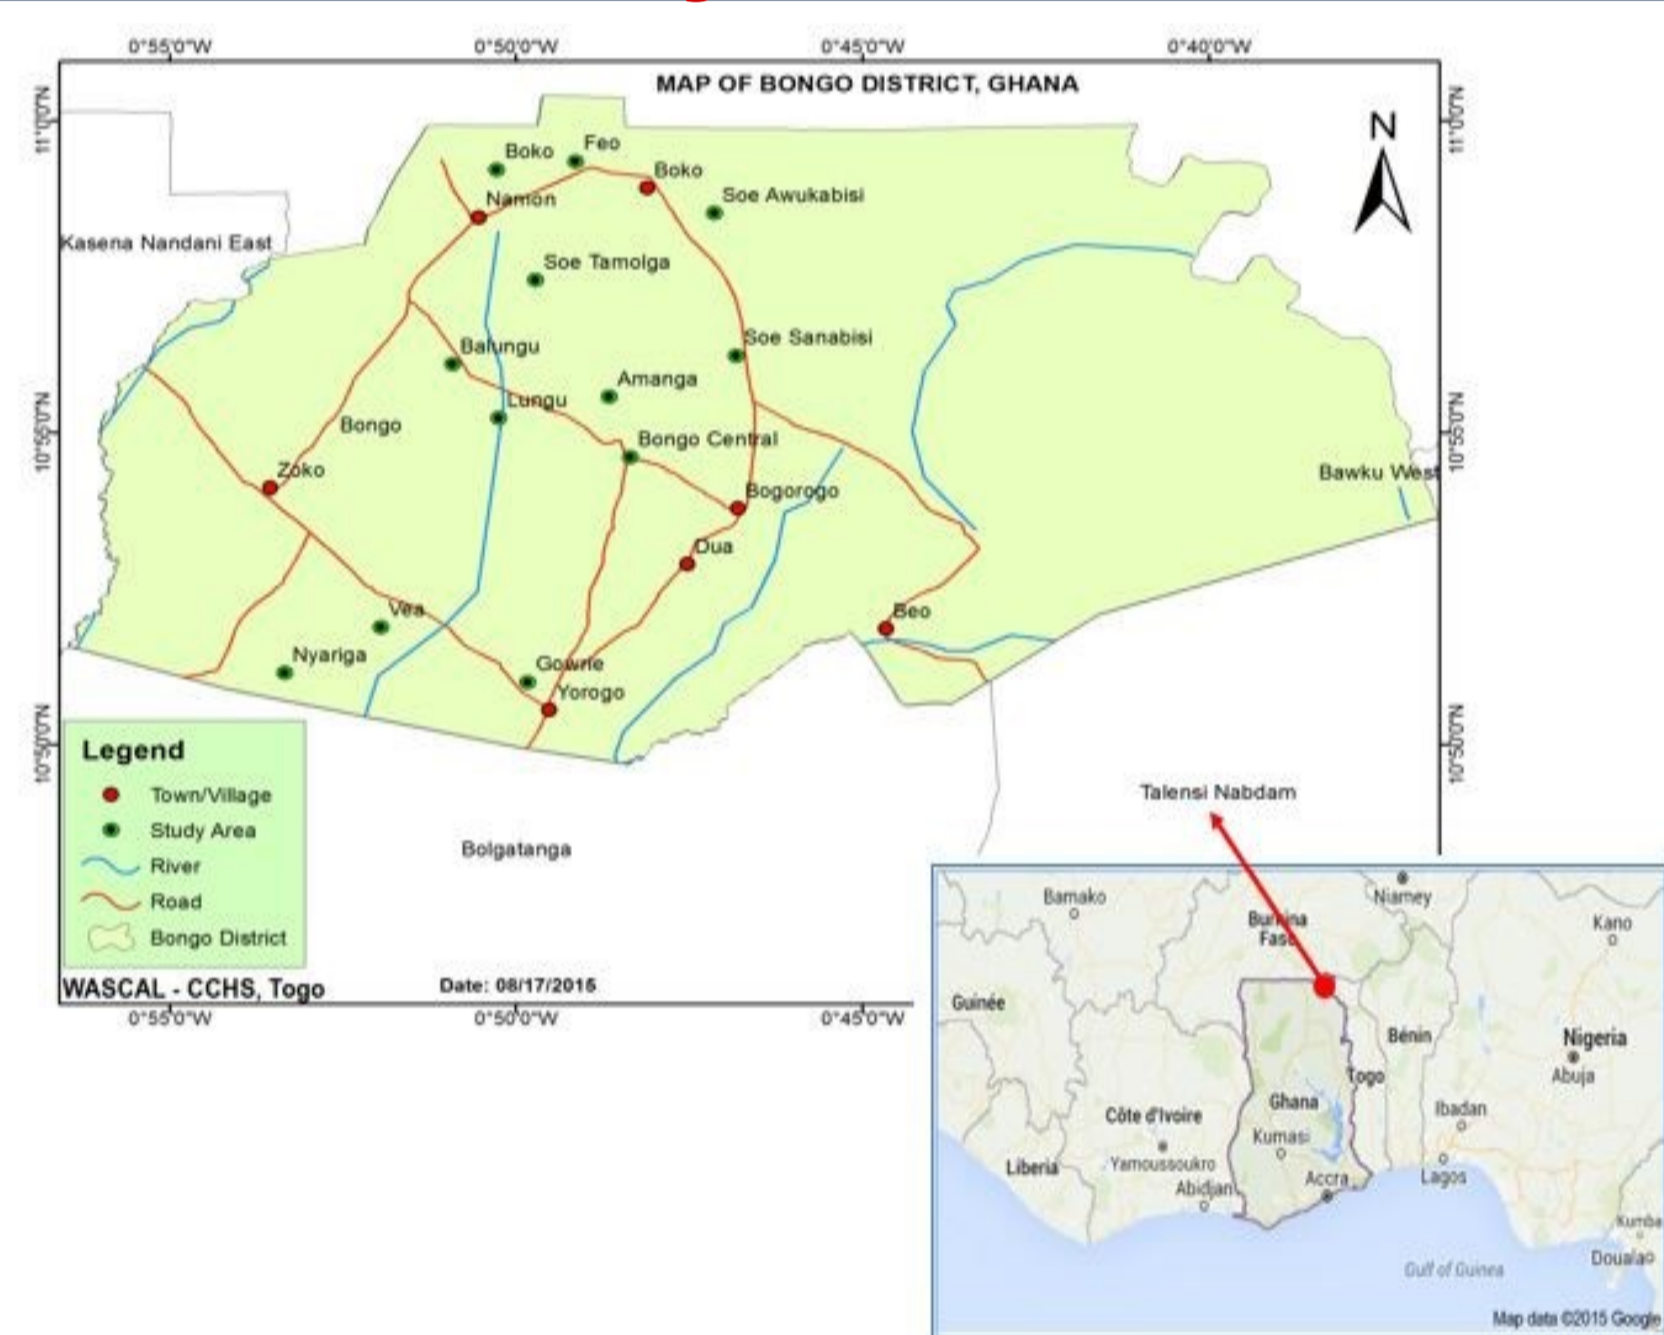 0°55'0"W 0°50'0"W 0°45'0"W 0°40'0"W
MAP OF BONGO DISTRICT, GHANA
11°0'0"N
11°0'0"N
N
Boko
Feo
Boko
Namon
Soe Awukabisi
Kasena Nandani East
Soe Tamolga
Soe Sanabisi
Balungu
Amanga
Lungu
Bongo
Bongo Central
10°55'0"N
10°55'0"N
Zoko
Bawku West
Bogorogo
Dua
Vea
Beo
Nyariga
Gowrie
Yorogo
10°50'0"N
10°50'0"N
Legend
Town/Village
Study Area
River
Road
Bongo District
Talensi Nabdam
Bolgatanga
WASCAL - CCHS, Togo
Date: 08/17/2015
0°55'0"W 0°50'0"W 0°45'0"W
Bamako
Niamey
Burkina
Faso
Kano
Guinée
Bénin
Nigeria
Abuja
Togo
Ghana
Côte d'Ivoire
Ibadan
Kumasi
Liberia
Yamoussoukro
Lagos
Abidjan
Accra
Kumba
Douala
Gulf of Guinea
Map data ©2015 Google